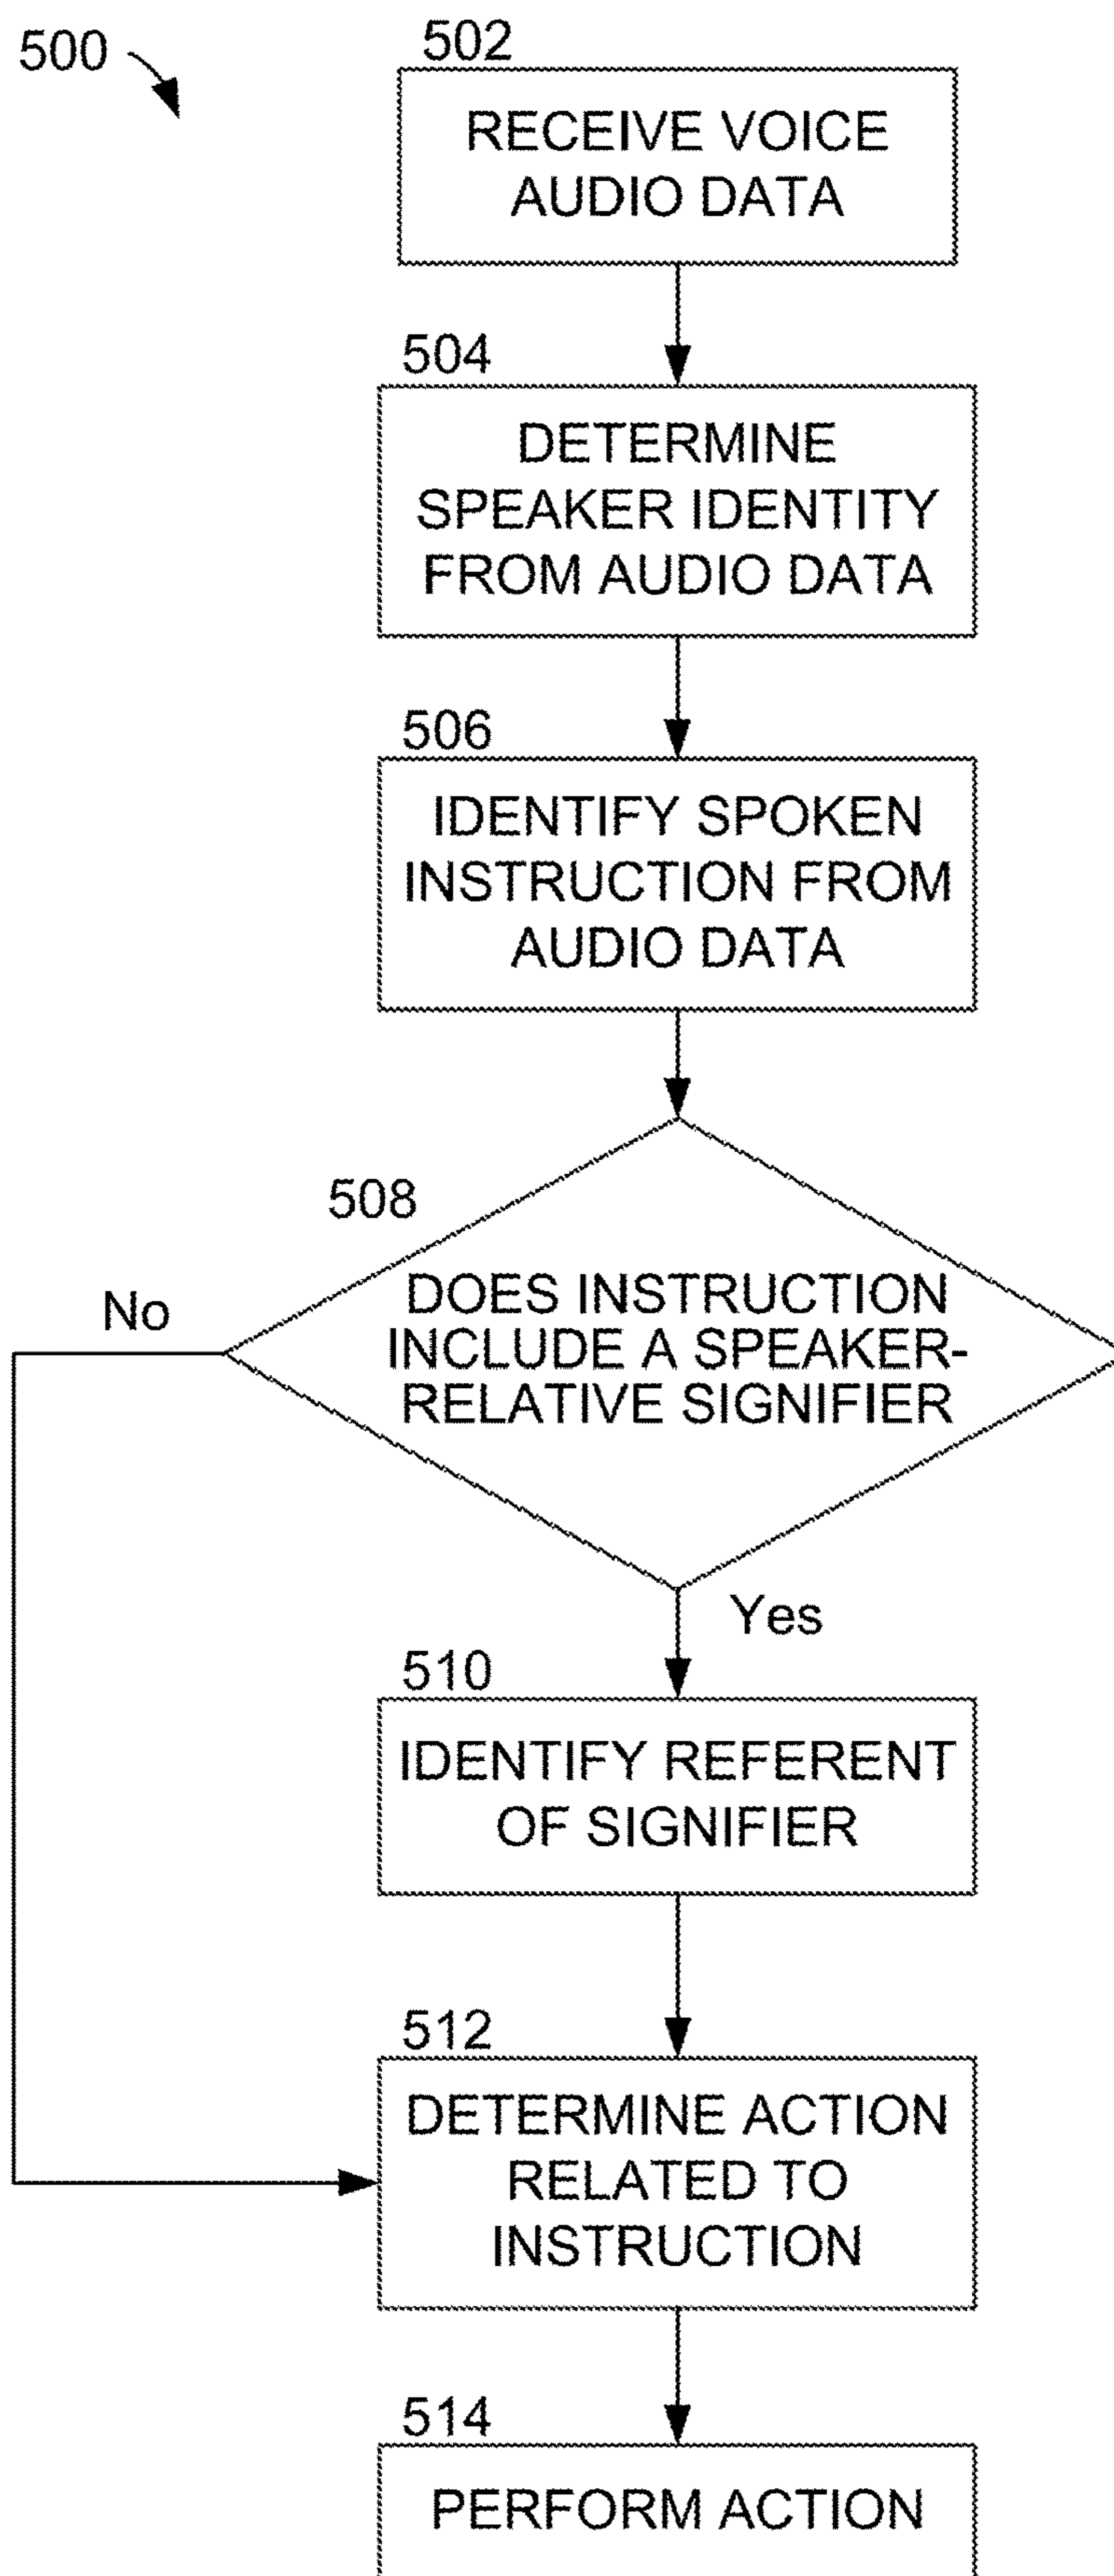 500
502
RECEIVE VOICE
AUDIO DATA
504
DETERMINE
SPEAKER IDENTITY
FROM AUDIO DATA
506
IDENTIFY SPOKEN
INSTRUCTION FROM
AUDIO DATA
508
No
DOES INSTRUCTION
INCLUDE A SPEAKER-
RELATIVE SIGNIFIER
Yes
510
IDENTIFY REFERENT
OF SIGNIFIER
512
DETERMINE ACTION
RELATED TO
INSTRUCTION
514
PERFORM ACTION